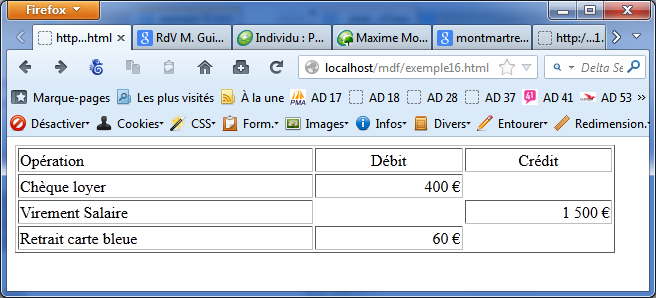 Firefox
http...html RdV M. Gui... Individu : P... Maxime Mo... montmartre... http:/...1.
localhost/mdf/exemple16.html Delta Se
Marque-pages Les plus visités À la une PMA AD 17 AD 18 AD 28 AD 37 41 AD 41 AD 53 »
Désactiver Cookies CSS Form. Images Infos Divers Entourer Redimension.
Opération Débit Crédit
Chèque loyer 400 €
Virement Salaire 1 500 €
Retrait carte bleue 60 €